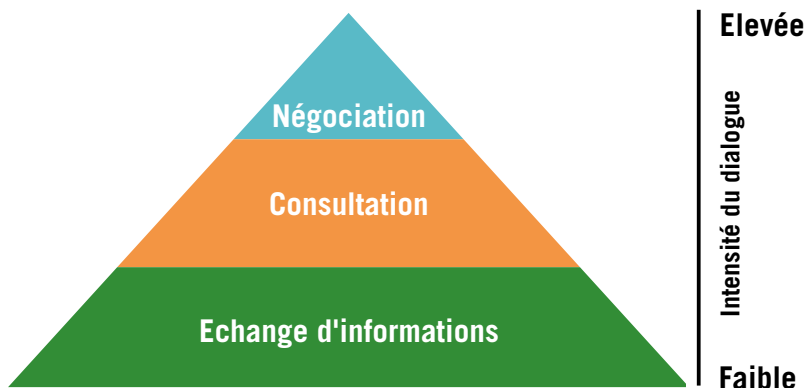 Elevée
Négociation
Consultation
Intensité du dialogue
Echange d'informations
Faible